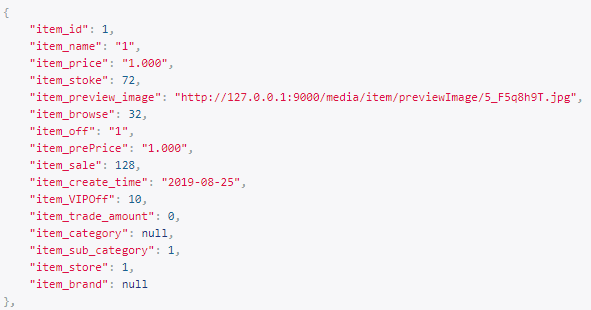 {
"item_id": 1,
"item_name": "1",
"item_price": "1.000",
"item_stoke": 72,
"item_preview_image": "http://127.0.0.1:9000/media/item/previewImage/5_F5q8h9T.jpg",
"item_browse": 32,
"item_off": "1",
"item_prePrice": "1.000",
"item_sale": 128,
"item_create_time": "2019-08-25",
"item_VIPOff": 10,
"item_trade_amount": 0,
"item_category": null,
"item_sub_category": 1,
"item_store": 1,
"item_brand": null
},